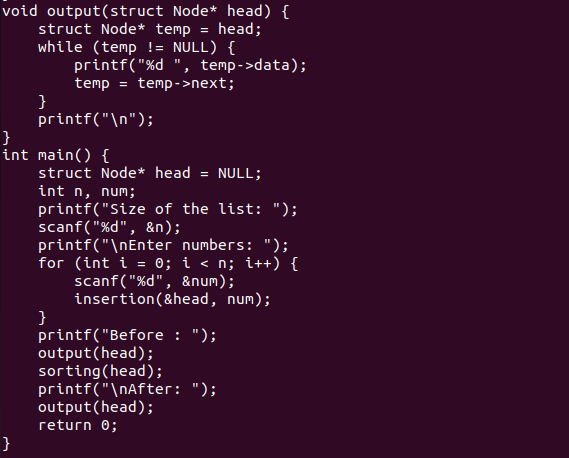 void output(struct Node* head) {
    struct Node* temp = head;
    while (temp != NULL) {
        printf("%d ", temp->data);
        temp = temp->next;
    }
    printf("\n");
}
int main() {
    struct Node* head = NULL;
    int n, num;
    printf("Size of the list: ");
    scanf("%d", &n);
    printf("\nEnter numbers: ");
    for (int i = 0; i < n; i++) {
        scanf("%d", &num);
        insertion(&head, num);
    }
    printf("Before : ");
    output(head);
    sorting(head);
    printf("\nAfter: ");
    output(head);
    return 0;
}